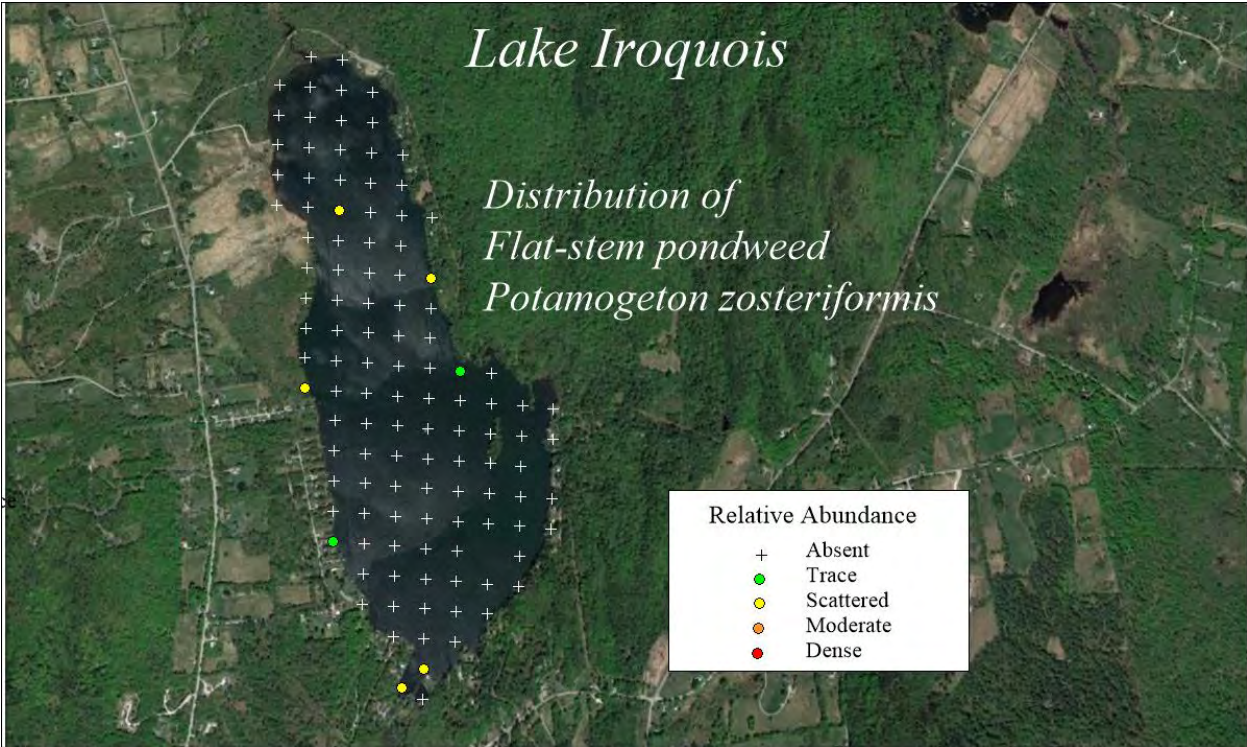 Lake Iroquois
Distribution of
Flat-stem pondweed
Potamogeton zosteriformis
Relative Abundance
Absent
Trace
Scattered
Moderate
Dense